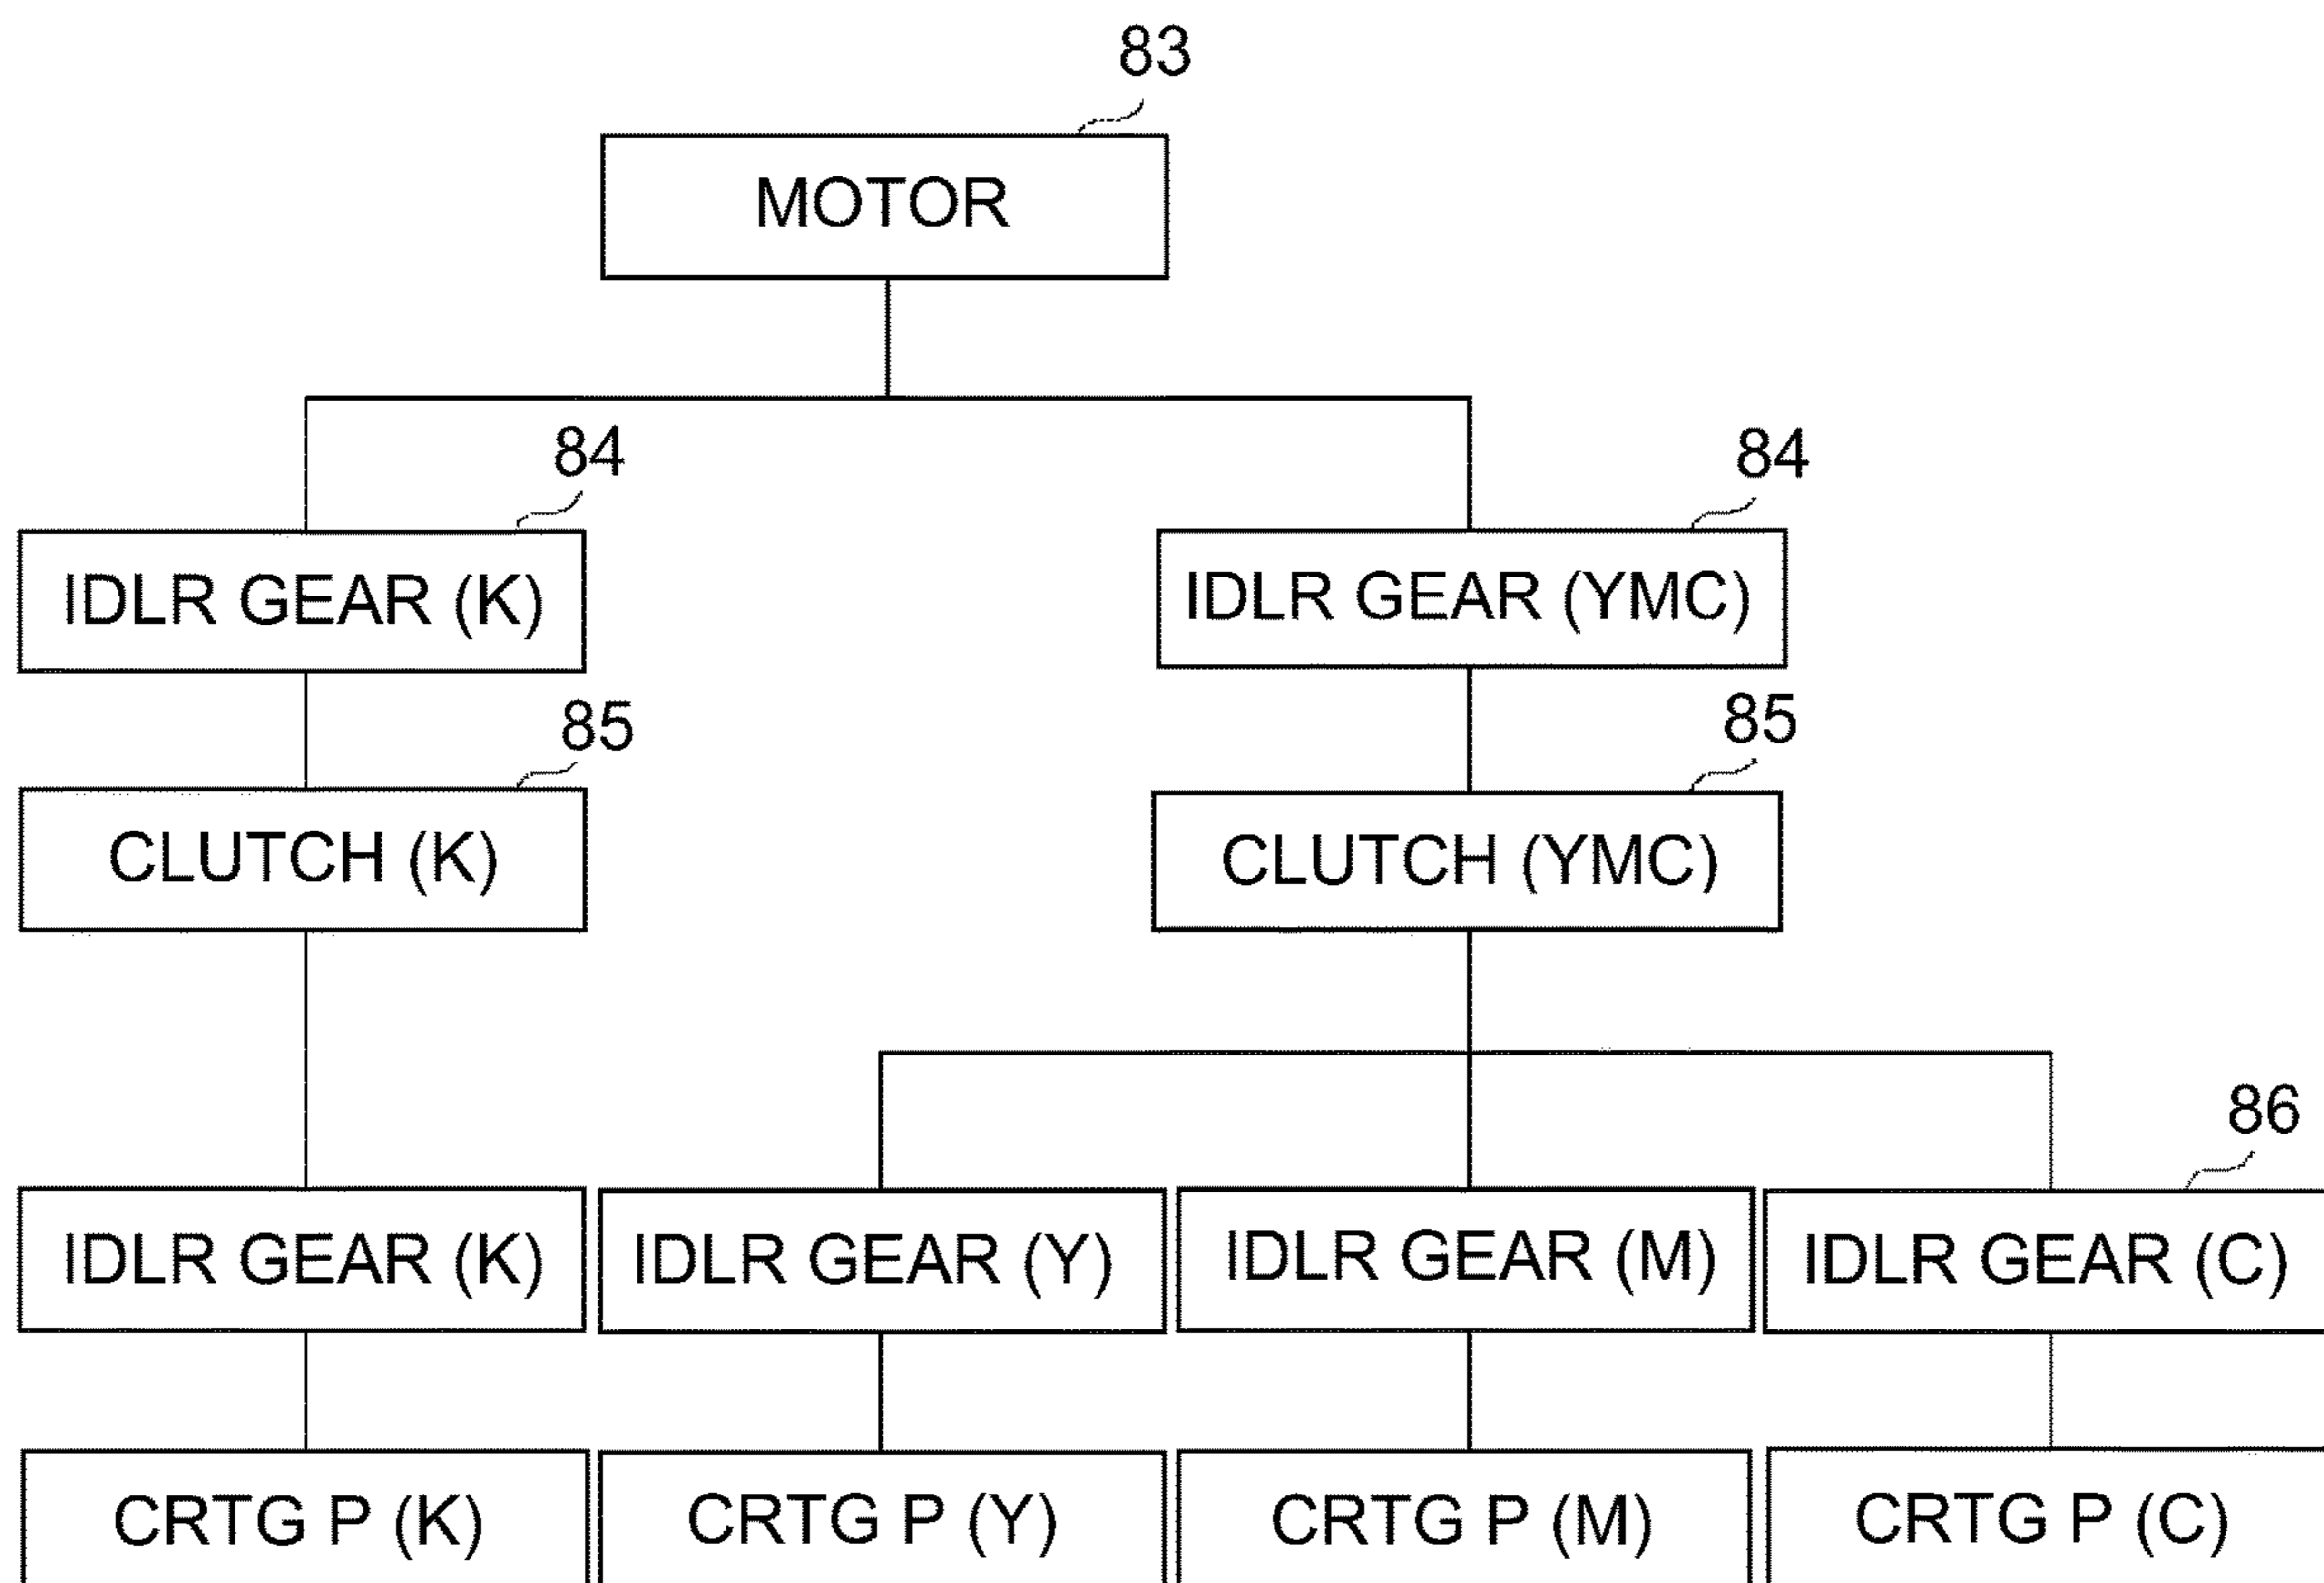 83
MOTOR
84
84
IDLR GEAR (K)
IDLR GEAR (YMC)
85
85
CLUTCH (K)
CLUTCH (YMC)
86
IDLR GEAR (K)
IDLR GEAR (Y)
IDLR GEAR (M)
IDLR GEAR (C)
CRTG P (K)
CRTG P (Y)
CRTG P (M)
CRTG P (C)